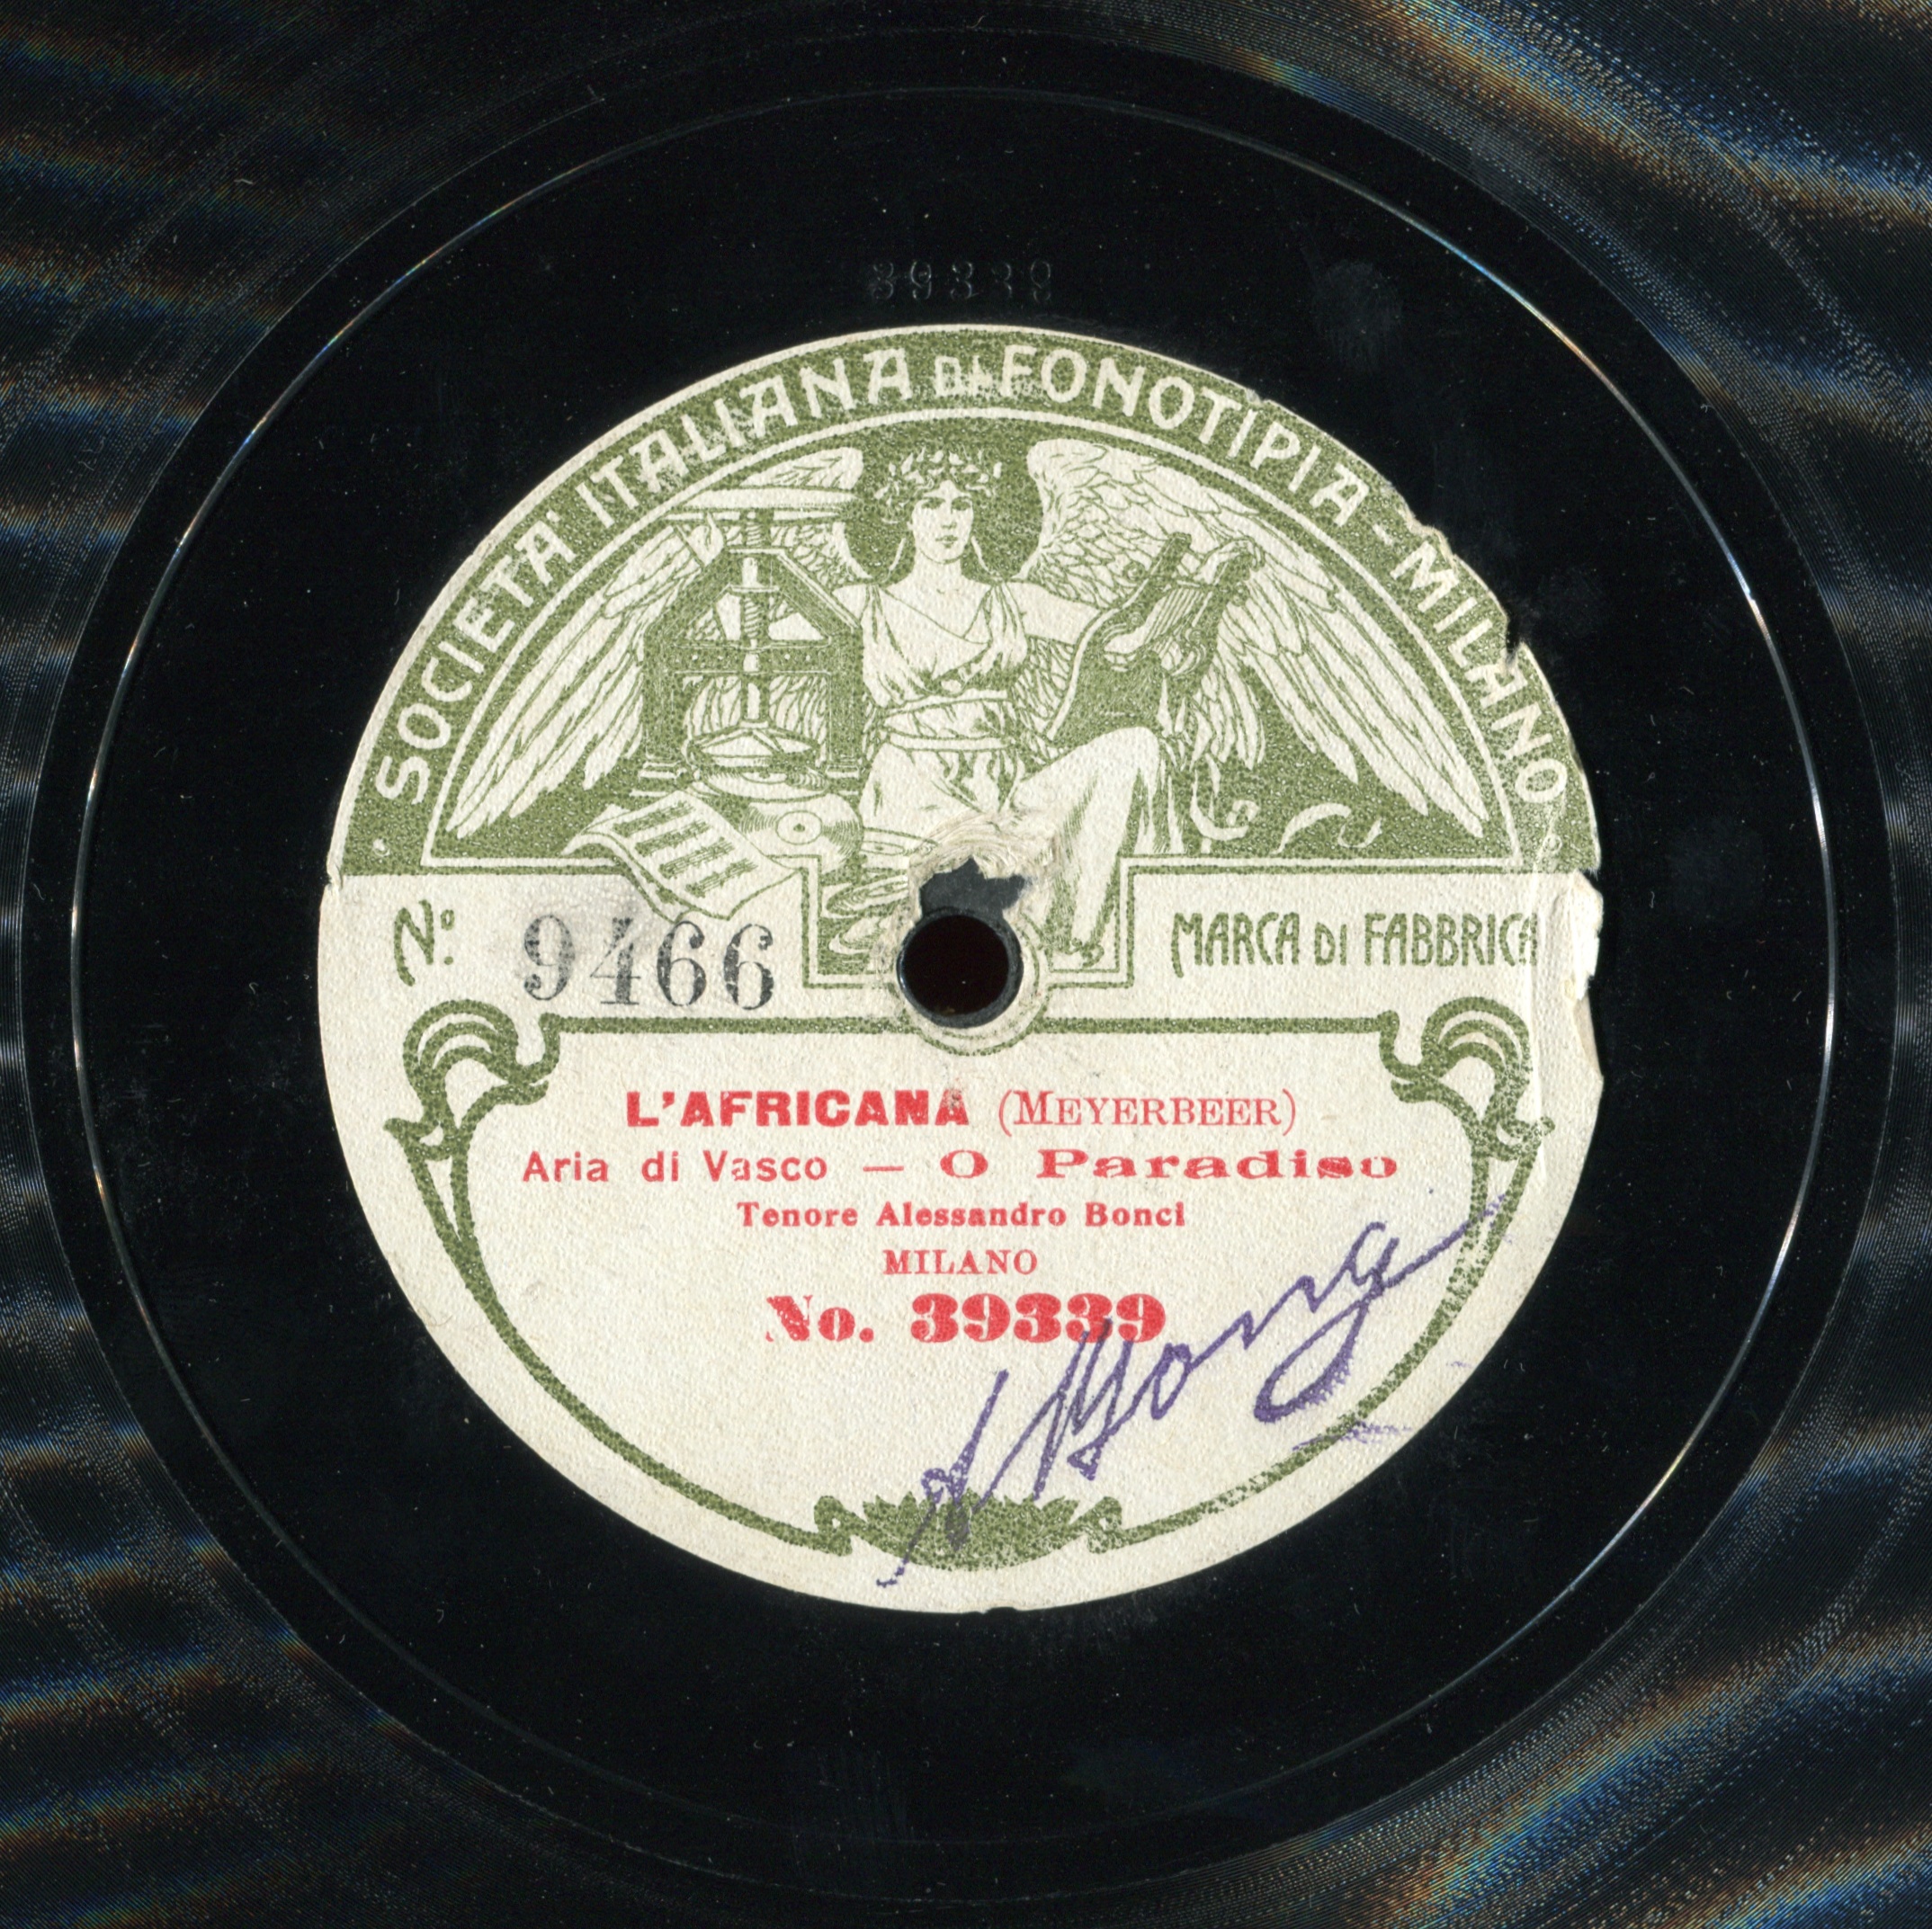 39339
SOCIETA' ITALIANA DI FONOTIPIA - MILANO
No. 9466
MARCA DI FABBRICA
L'AFRICANA (MEYERBEER)
Aria di Vasco — O Paradiso
Tenore Alessandro Bonci
MILANO
No. 39339